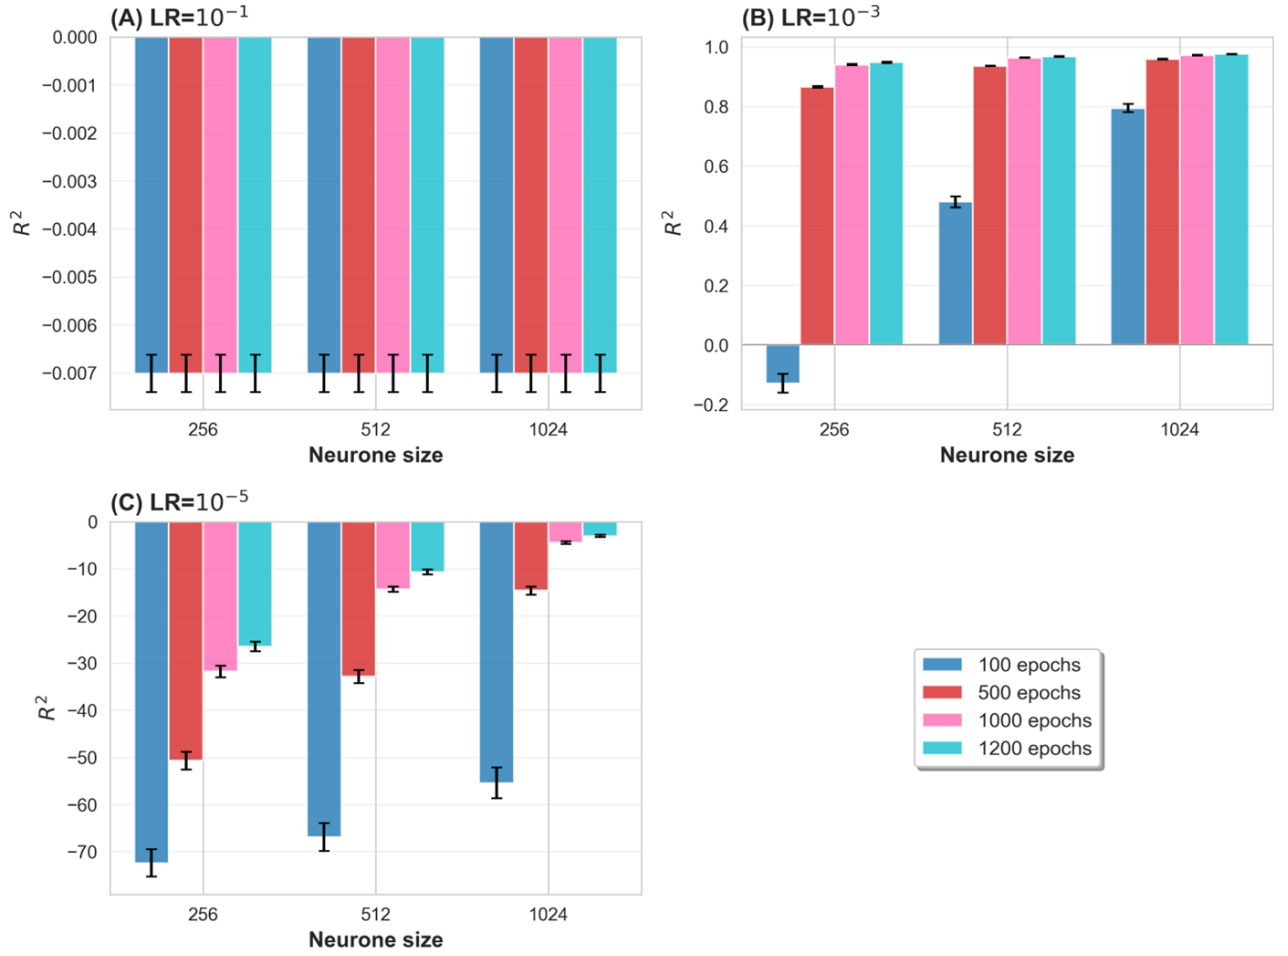 (A) LR=10⁻¹
0.000
−0.001
−0.002
−0.003
−0.004
−0.005
−0.006
−0.007
R²
256 512 1024
Neurone size
(B) LR=10⁻³
1.0
0.8
0.6
0.4
0.2
0.0
−0.2
R²
256 512 1024
Neurone size
(C) LR=10⁻⁵
0
−10
−20
−30
−40
−50
−60
−70
R²
256 512 1024
Neurone size
100 epochs
500 epochs
1000 epochs
1200 epochs